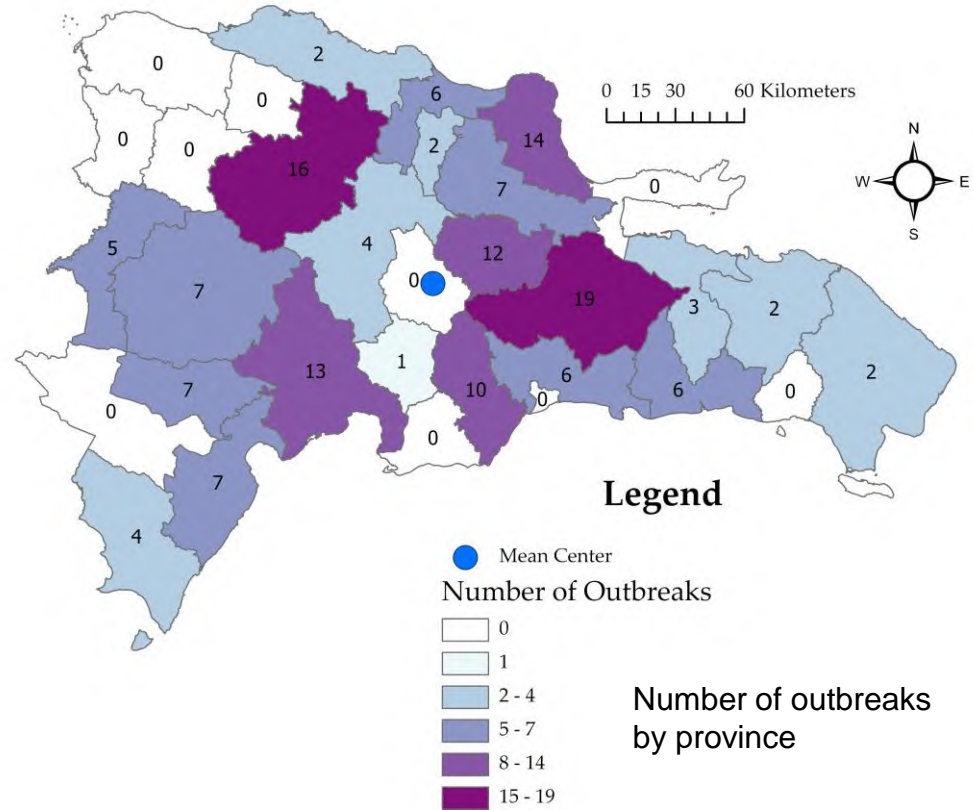 2
0
6
0 15 30 60 Kilometers
0
N
14
2
0
0
16
W E
7
0
S
5
4
12
7
0
19
3
2
1
13
6
2
7
10
6
0
0
0
0
7
Legend
4
Mean Center
Number of Outbreaks
0
1
2 - 4
5 - 7
8 - 14
15 - 19
Number of outbreaks
by province